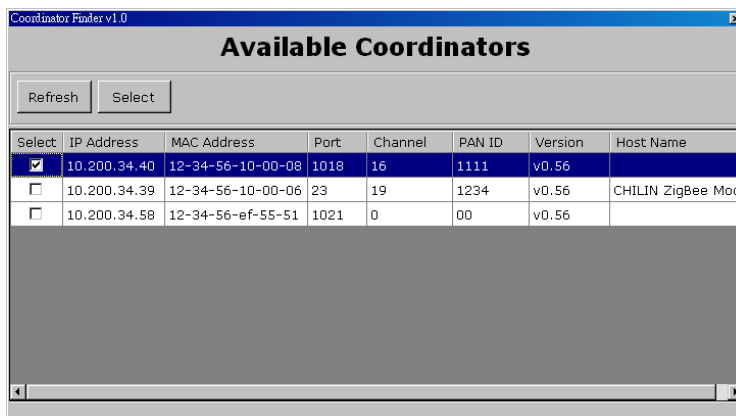 Coordinator Finder v1.0
Available Coordinators
Refresh Select
Select IP Address MAC Address Port Channel PAN ID Version Host Name
10.200.34.40 12-34-56-10-00-08 1018 16 1111 v0.56
10.200.34.39 12-34-56-10-00-06 23 19 1234 v0.56 CHILIN ZigBee
10.200.34.58 12-34-56-ef-55-51 1021 0 00 v0.56